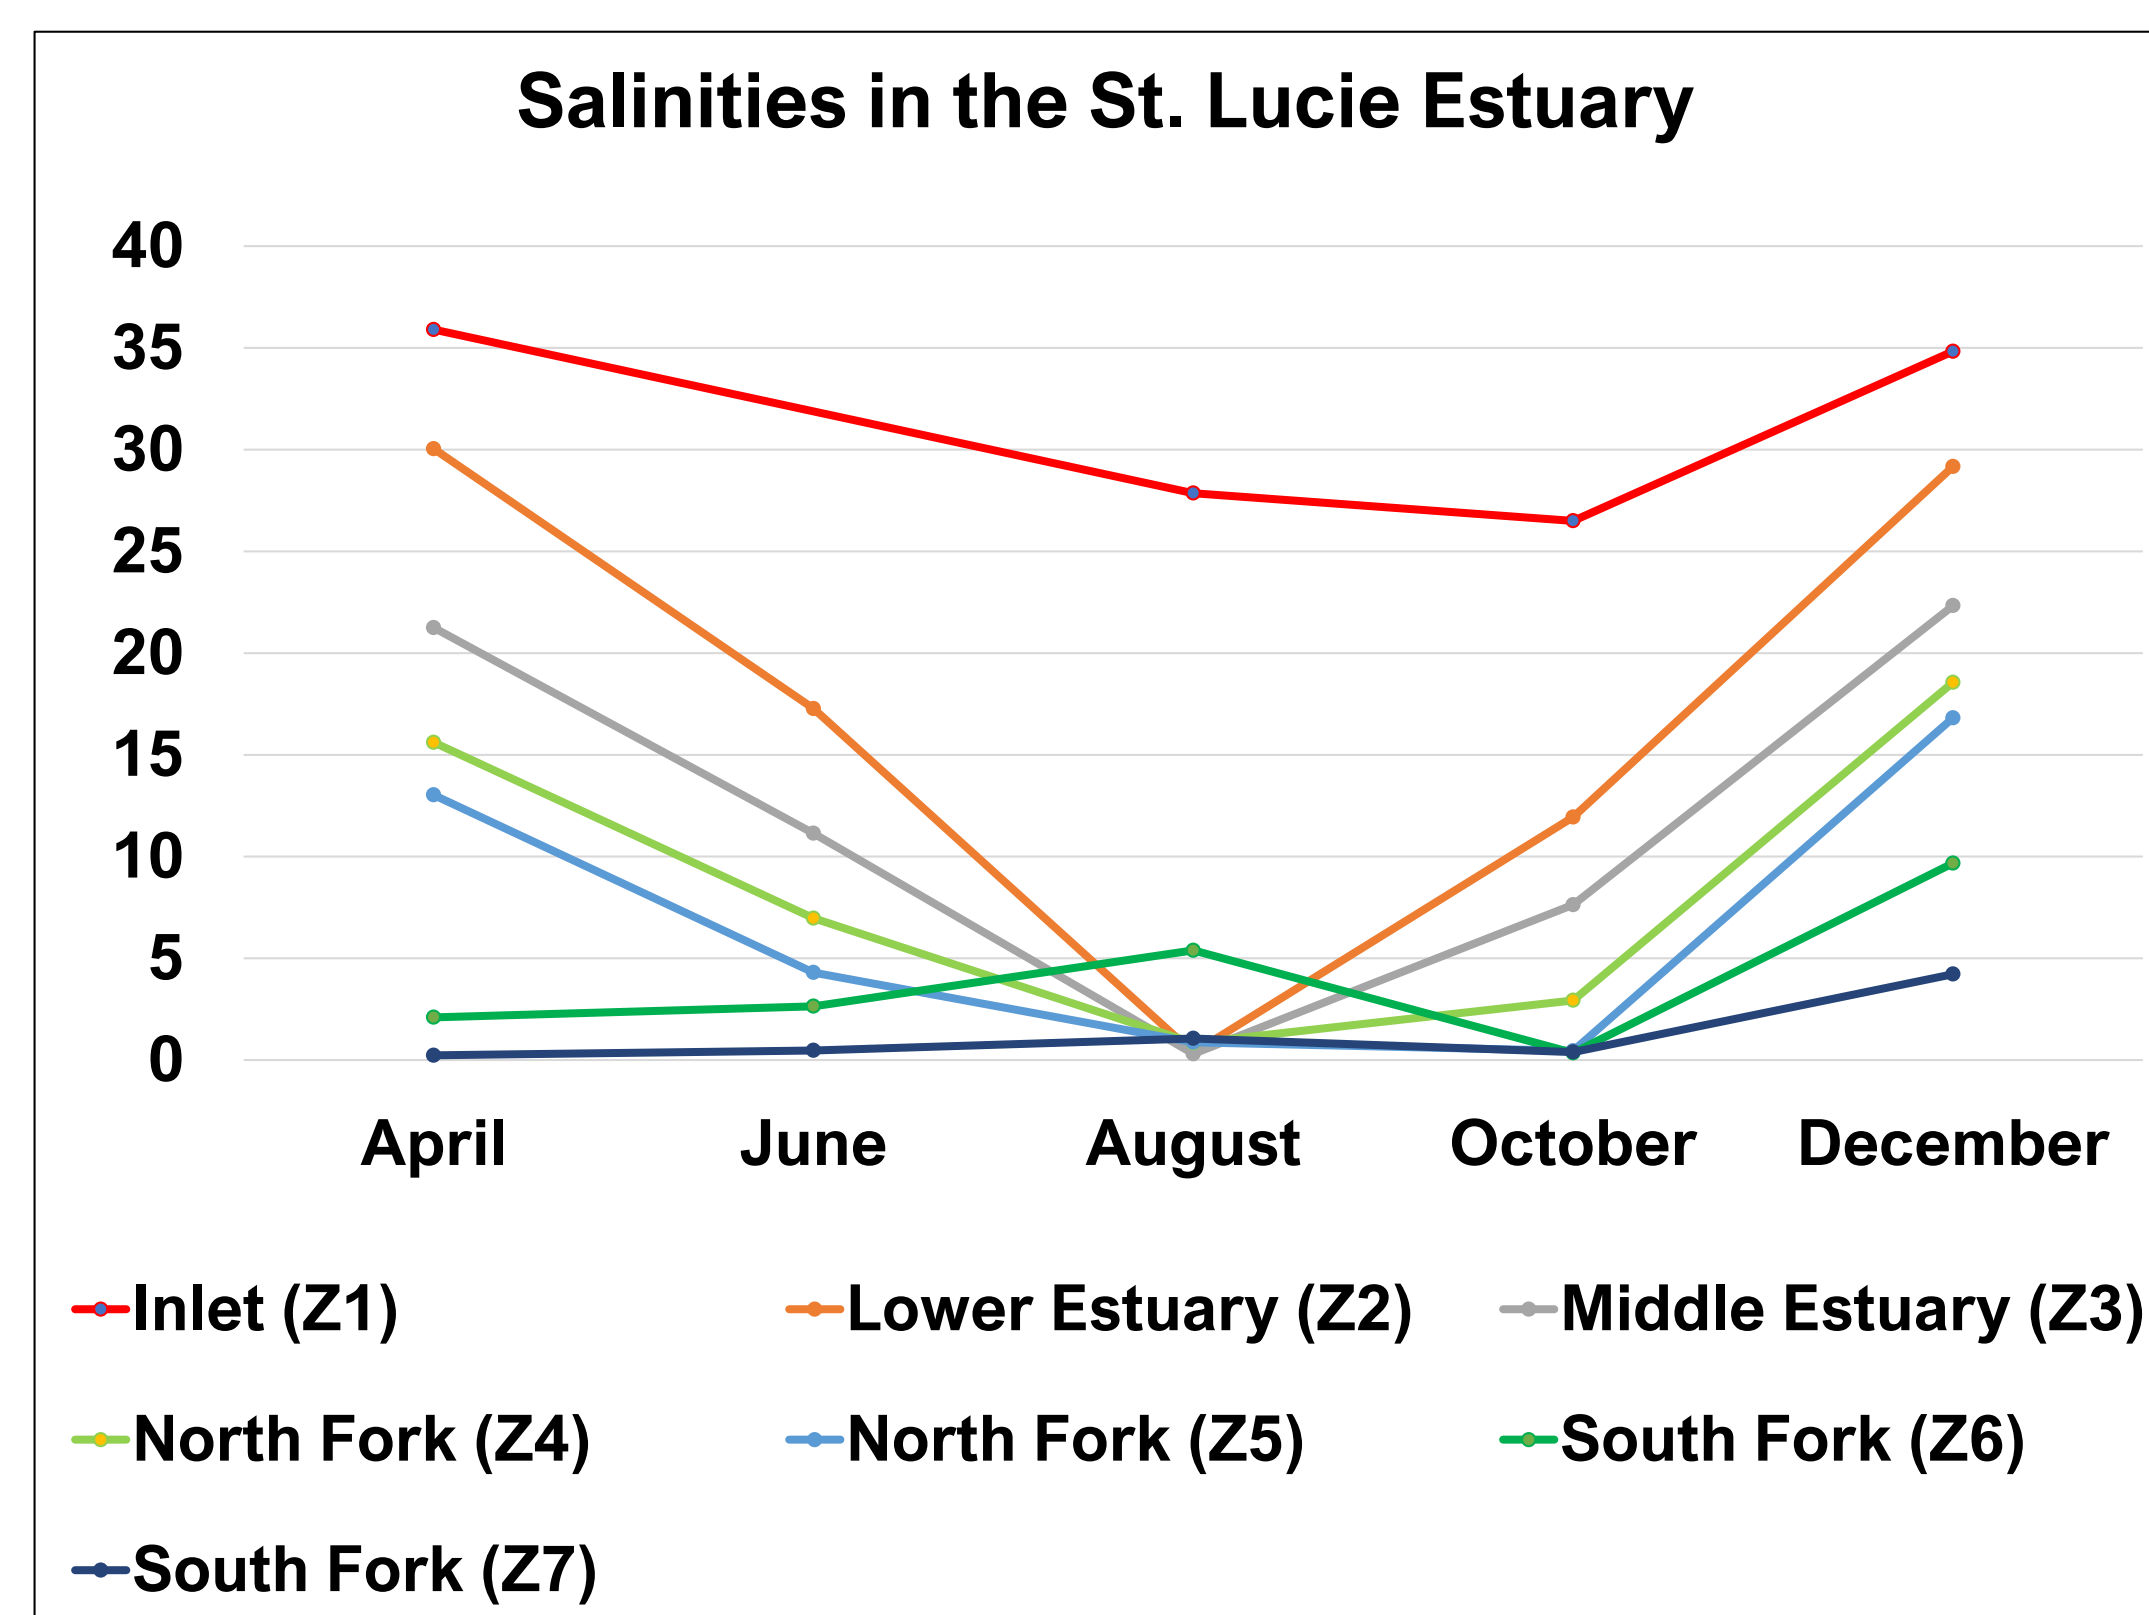 Salinities in the St. Lucie Estuary
40
35
30
25
20
15
10
5
0
April June August October December
Inlet (Z1) Lower Estuary (Z2) Middle Estuary (Z3)
North Fork (Z4) North Fork (Z5) South Fork (Z6)
South Fork (Z7)